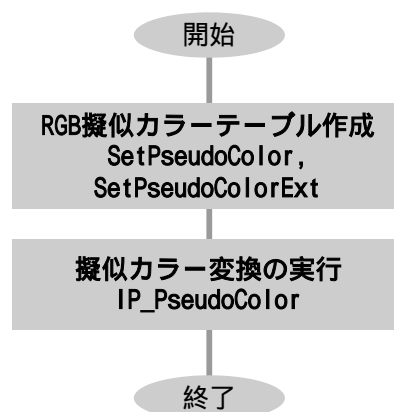 開始
RGB擬似カラーテーブル作成
SetPseudoColor,
SetPseudoColorExt
擬似カラー変換の実行
IP_PseudoColor
終了